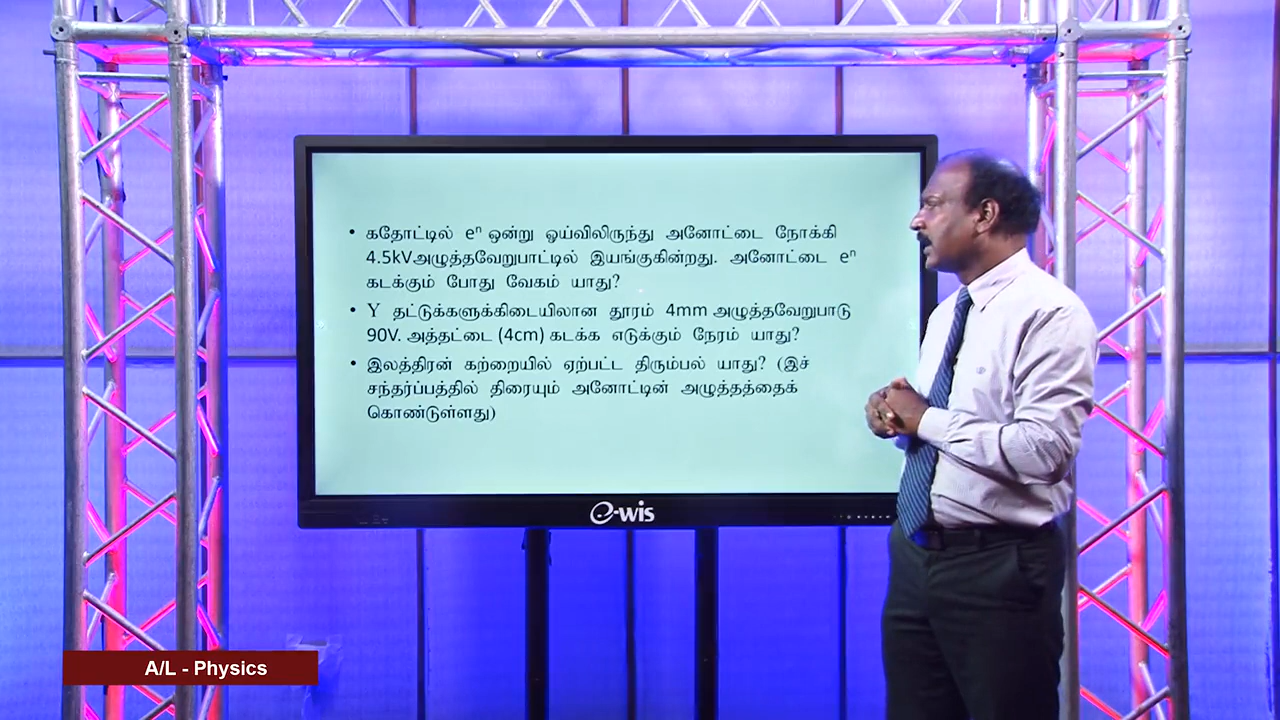 • கதோட்டில் eⁿ ஒன்று ஓய்விலிருந்து அனோட்டை நோக்கி
4.5kVஅழுத்தவேறுபாட்டில் இயங்குகின்றது. அனோட்டை eⁿ
கடக்கும் போது வேகம் யாது?
• Y தட்டுக்களுக்கிடையிலான தூரம் 4mm அழுத்தவேறுபாடு
90V. அத்தட்டை (4cm) கடக்க எடுக்கும் நேரம் யாது?
• இலத்திரன் கற்றையில் ஏற்பட்ட திரும்பல் யாது? (இச்
சந்தர்ப்பத்தில் திரையும் அனோட்டின் அழுத்தத்தைக்
கொண்டுள்ளது)
e-wis
A/L - Physics